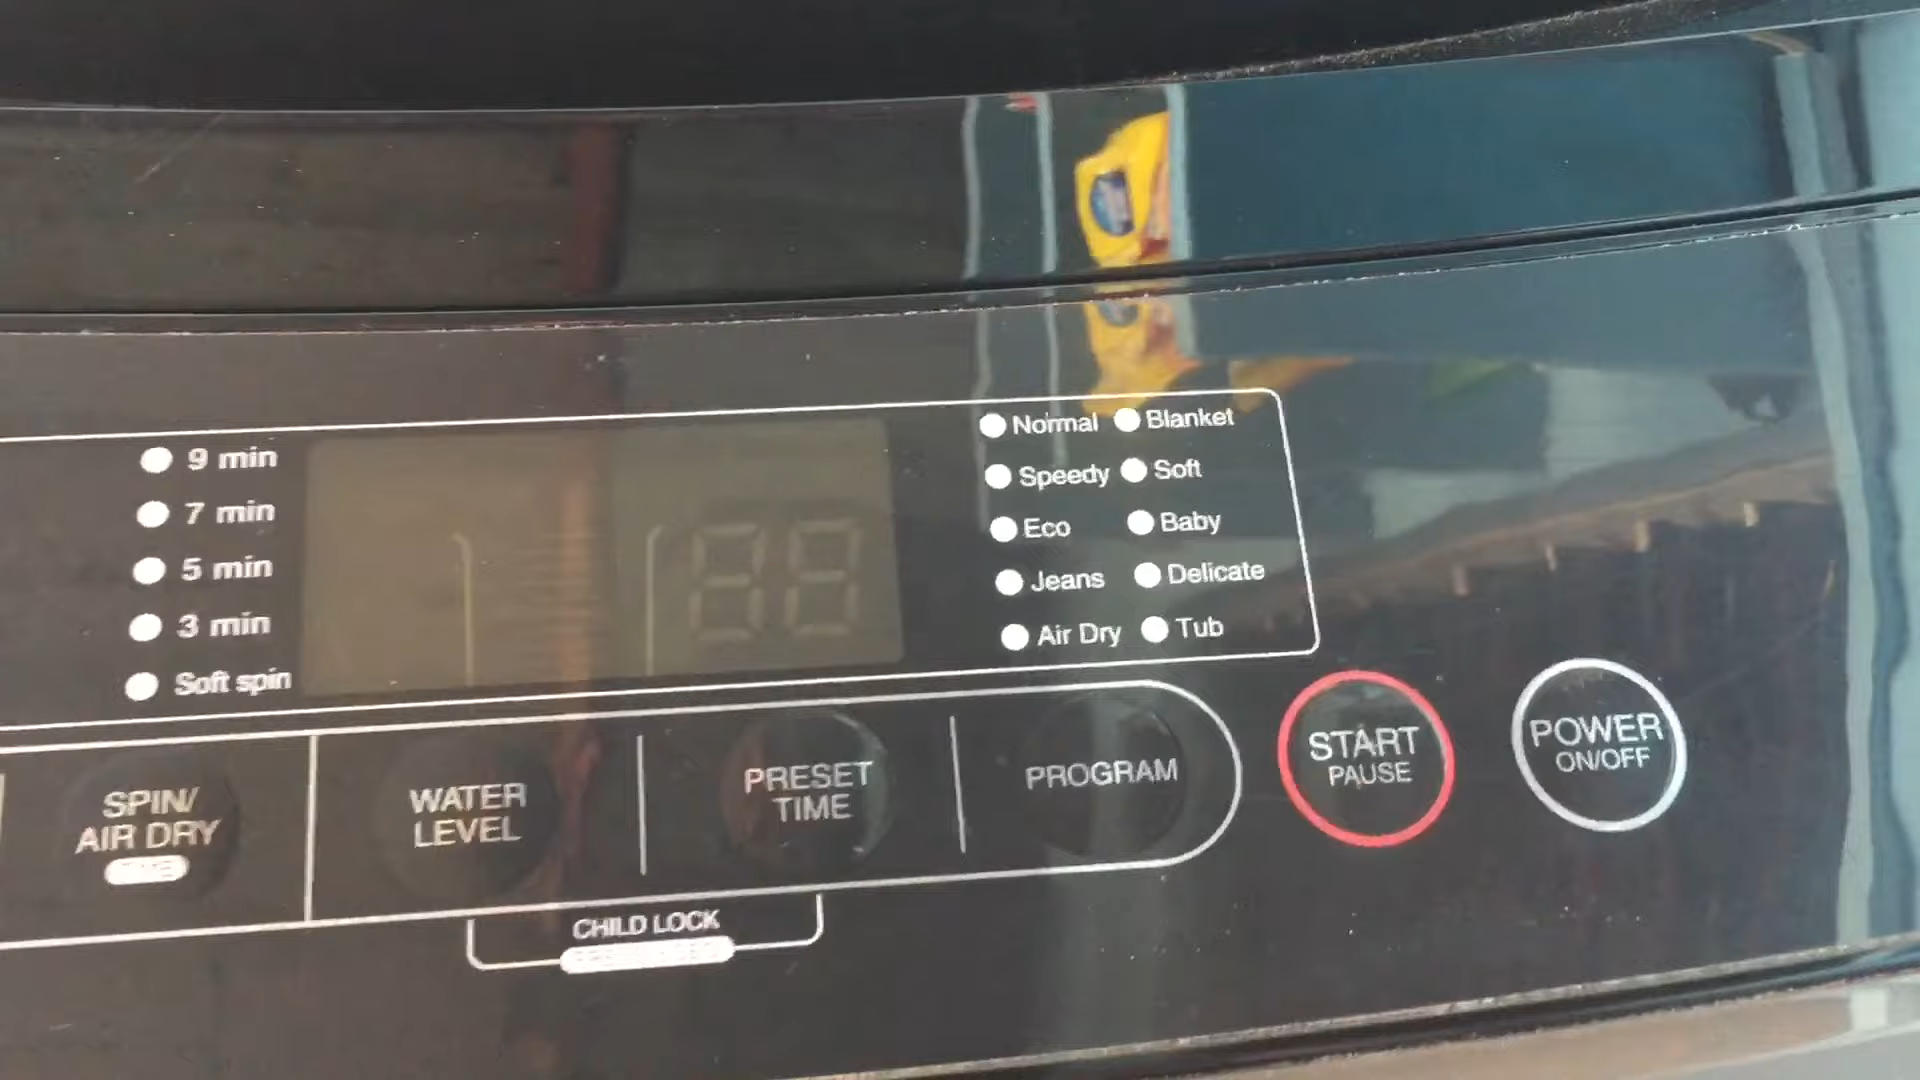 9 min
7 min
5 min
3 min
Soft spin
Normal
Blanket
Speedy
Soft
Eco
Baby
Jeans
Delicate
Air Dry
Tub
SPIN/
AIR DRY
WATER
LEVEL
PRESET
TIME
PROGRAM
START
PAUSE
POWER
ON/OFF
CHILD LOCK